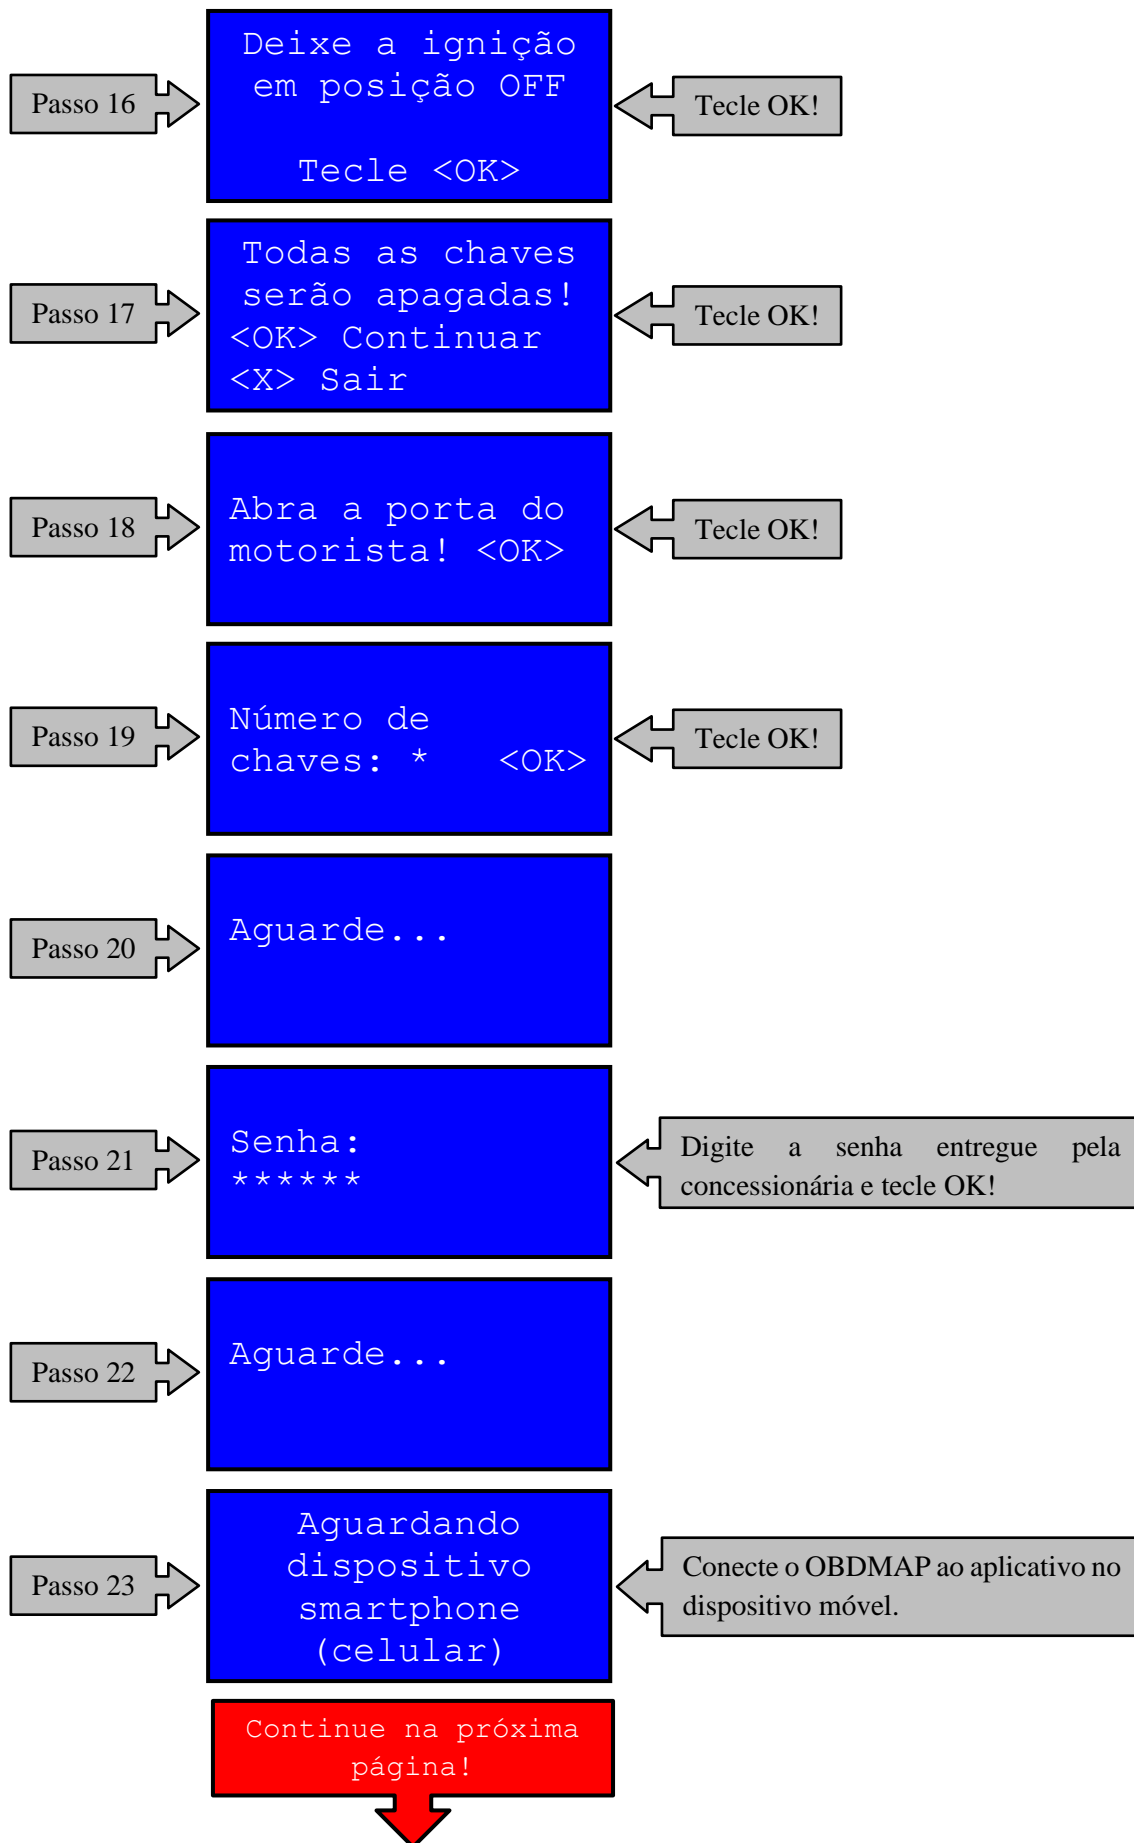 Passo 16
Deixe a ignição
em posição OFF
Tecle <OK>
Tecle OK!
Passo 17
Todas as chaves
serão apagadas!
<OK> Continuar
<X> Sair
Tecle OK!
Passo 18
Abra a porta do
motorista! <OK>
Tecle OK!
Passo 19
Número de
chaves: * <OK>
Tecle OK!
Passo 20
Aguarde...
Passo 21
Senha:
******
Digite a senha entregue pela
concessionária e tecle OK!
Passo 22
Aguarde...
Passo 23
Aguardando
dispositivo
smartphone
(celular)
Conecte o OBDMAP ao aplicativo no
dispositivo móvel.
Continue na próxima
página!